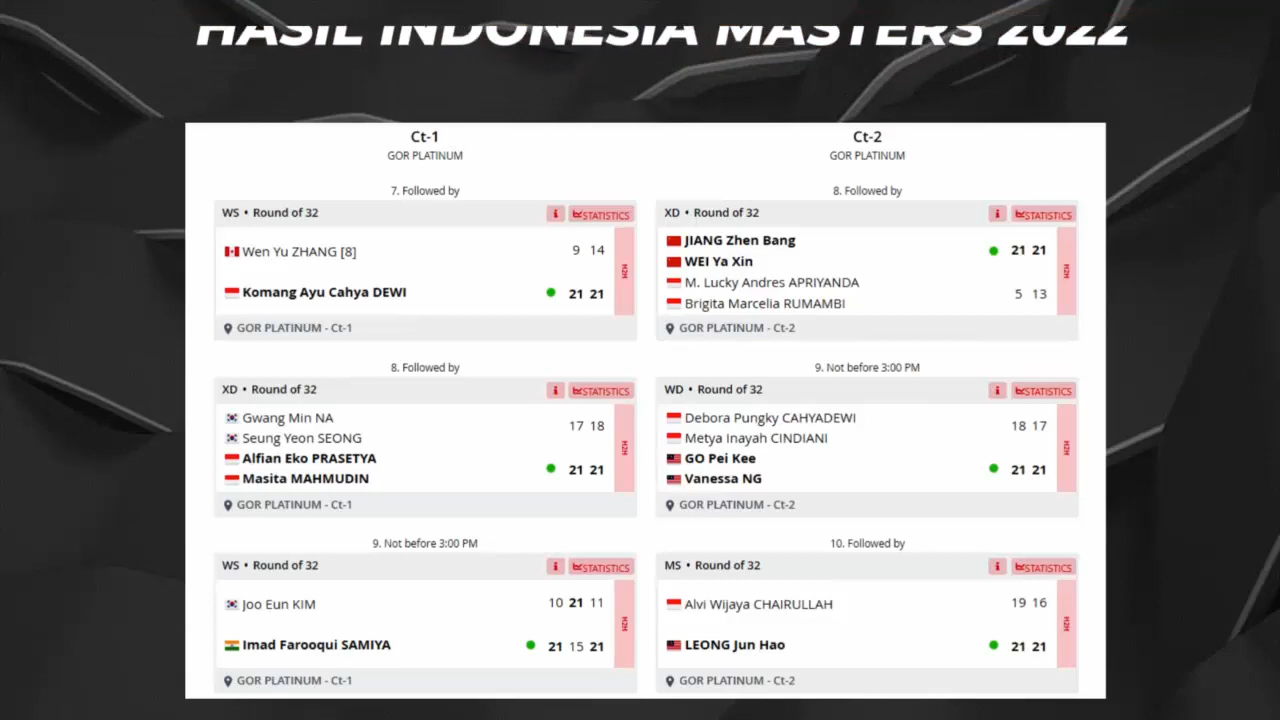 HASIL INDONESIA MASTERS 2022
Ct-1
GOR PLATINUM
7. Followed by
WS • Round of 32
i STATISTICS
Wen Yu ZHANG [8] 9 14
H2H
Komang Ayu Cahya DEWI 21 21
GOR PLATINUM - Ct-1
8. Followed by
XD • Round of 32
i STATISTICS
Gwang Min NA
Seung Yeon SEONG
17 18
H2H
Alfian Eko PRASETYA
Masita MAHMUDIN
21 21
GOR PLATINUM - Ct-1
9. Not before 3:00 PM
WS • Round of 32
i STATISTICS
Joo Eun KIM 10 21 11
H2H
Imad Farooqui SAMIYA 21 15 21
GOR PLATINUM - Ct-1
Ct-2
GOR PLATINUM
8. Followed by
XD • Round of 32
i STATISTICS
JIANG Zhen Bang
WEI Ya Xin
21 21
H2H
M. Lucky Andres APRIYANDA
Brigita Marcelia RUMAMBI
5 13
GOR PLATINUM - Ct-2
9. Not before 3:00 PM
WD • Round of 32
i STATISTICS
Debora Pungky CAHYADEWI
Metya Inayah CINDIANI
18 17
H2H
GO Pei Kee
Vanessa NG
21 21
GOR PLATINUM - Ct-2
10. Followed by
MS • Round of 32
i STATISTICS
Alvi Wijaya CHAIRULLAH 19 16
H2H
LEONG Jun Hao 21 21
GOR PLATINUM - Ct-2